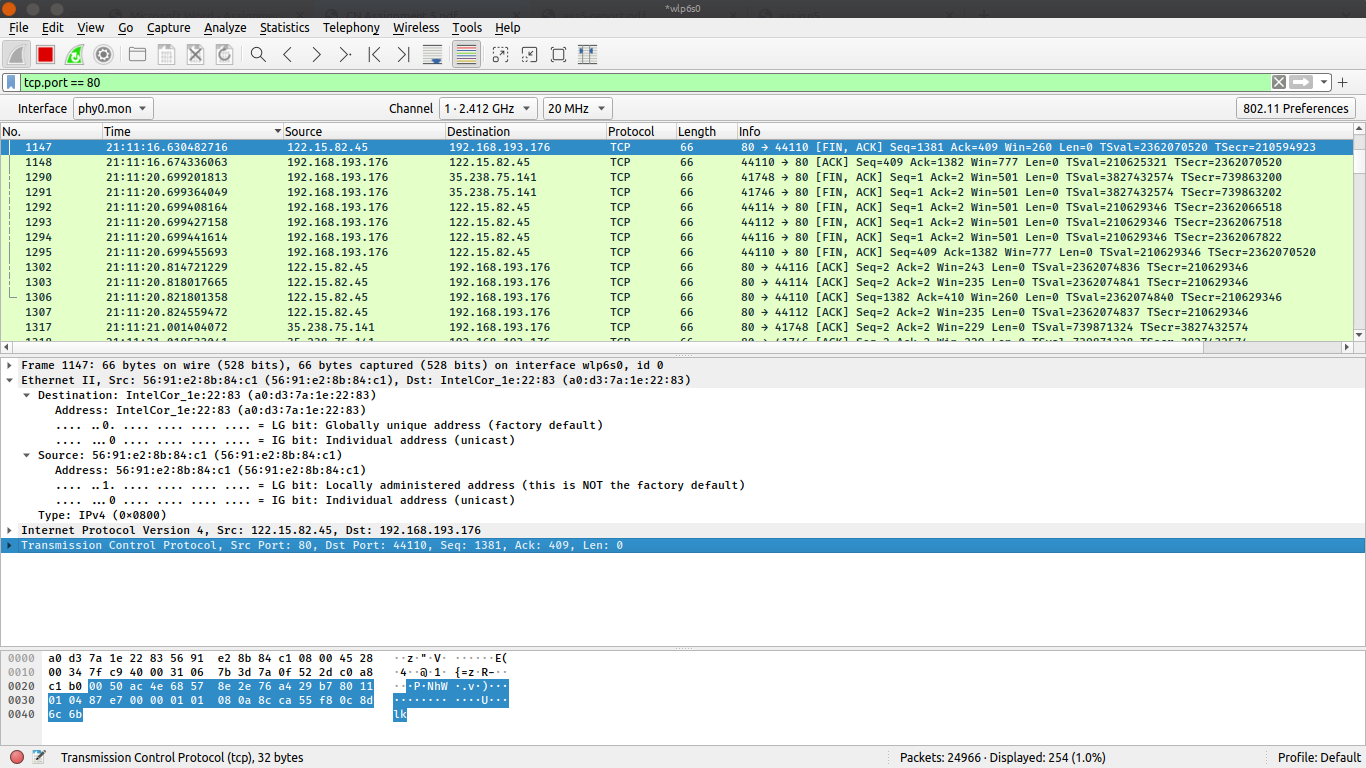 *wlp6s0
File Edit View Go Capture Analyze Statistics Telephony Wireless Tools Help
tcp.port == 80
Interface phy0.mon Channel 1 · 2.412 GHz 20 MHz 802.11 Preferences
No. Time Source Destination Protocol Length Info
1147 21:11:16.630482716 122.15.82.45 192.168.193.176 TCP 66 80 → 44110 [FIN, ACK] Seq=1381 Ack=409 Win=260 Len=0 TSval=2362070520 TSecr=210594923
1148 21:11:16.674336063 192.168.193.176 122.15.82.45 TCP 66 44110 → 80 [ACK] Seq=409 Ack=1382 Win=777 Len=0 TSval=210625321 TSecr=2362070520
1290 21:11:20.699201813 192.168.193.176 35.238.75.141 TCP 66 41748 → 80 [FIN, ACK] Seq=1 Ack=2 Win=501 Len=0 TSval=3827432574 TSecr=739863200
1291 21:11:20.699364049 192.168.193.176 35.238.75.141 TCP 66 41746 → 80 [FIN, ACK] Seq=1 Ack=2 Win=501 Len=0 TSval=3827432574 TSecr=739863202
1292 21:11:20.699408164 192.168.193.176 122.15.82.45 TCP 66 44114 → 80 [FIN, ACK] Seq=1 Ack=2 Win=501 Len=0 TSval=210629346 TSecr=2362066518
1293 21:11:20.699427158 192.168.193.176 122.15.82.45 TCP 66 44112 → 80 [FIN, ACK] Seq=1 Ack=2 Win=501 Len=0 TSval=210629346 TSecr=2362067518
1294 21:11:20.699441614 192.168.193.176 122.15.82.45 TCP 66 44116 → 80 [FIN, ACK] Seq=1 Ack=2 Win=501 Len=0 TSval=210629346 TSecr=2362067822
1295 21:11:20.699455693 192.168.193.176 122.15.82.45 TCP 66 44110 → 80 [FIN, ACK] Seq=409 Ack=1382 Win=777 Len=0 TSval=210629346 TSecr=2362070520
1302 21:11:20.814721229 122.15.82.45 192.168.193.176 TCP 66 80 → 44116 [ACK] Seq=2 Ack=2 Win=243 Len=0 TSval=2362074836 TSecr=210629346
1303 21:11:20.818017665 122.15.82.45 192.168.193.176 TCP 66 80 → 44114 [ACK] Seq=2 Ack=2 Win=235 Len=0 TSval=2362074841 TSecr=210629346
1306 21:11:20.821801358 122.15.82.45 192.168.193.176 TCP 66 80 → 44110 [ACK] Seq=1382 Ack=410 Win=260 Len=0 TSval=2362074840 TSecr=210629346
1307 21:11:20.824559472 122.15.82.45 192.168.193.176 TCP 66 80 → 44112 [ACK] Seq=2 Ack=2 Win=235 Len=0 TSval=2362074837 TSecr=210629346
1317 21:11:21.001404072 35.238.75.141 192.168.193.176 TCP 66 80 → 41748 [ACK] Seq=2 Ack=2 Win=229 Len=0 TSval=739871324 TSecr=3827432574
Frame 1147: 66 bytes on wire (528 bits), 66 bytes captured (528 bits) on interface wlp6s0, id 0
Ethernet II, Src: 56:91:e2:8b:84:c1 (56:91:e2:8b:84:c1), Dst: IntelCor_1e:22:83 (a0:d3:7a:1e:22:83)
Destination: IntelCor_1e:22:83 (a0:d3:7a:1e:22:83)
Address: IntelCor_1e:22:83 (a0:d3:7a:1e:22:83)
.... ..0. .... .... .... .... = LG bit: Globally unique address (factory default)
.... ...0 .... .... .... .... = IG bit: Individual address (unicast)
Source: 56:91:e2:8b:84:c1 (56:91:e2:8b:84:c1)
Address: 56:91:e2:8b:84:c1 (56:91:e2:8b:84:c1)
.... ..1. .... .... .... .... = LG bit: Locally administered address (this is NOT the factory default)
.... ...0 .... .... .... .... = IG bit: Individual address (unicast)
Type: IPv4 (0x0800)
Internet Protocol Version 4, Src: 122.15.82.45, Dst: 192.168.193.176
Transmission Control Protocol, Src Port: 80, Dst Port: 44110, Seq: 1381, Ack: 409, Len: 0
0000 a0 d3 7a 1e 22 83 56 91 e2 8b 84 c1 08 00 45 28 ··z·"·V· ······E(
0010 00 34 7f c9 40 00 31 06 7b 3d 7a 0f 52 2d c0 a8 ·4··@·1· {=z·R-··
0020 c1 b0 00 50 ac 4e 68 57 8e 2e 76 a4 29 b7 80 11 ···P·NhW ·.v·)···
0030 01 04 87 e7 00 00 01 01 08 0a 8c ca 55 f8 0c 8d ········ ····U···
0040 6c 6b lk
Transmission Control Protocol (tcp), 32 bytes Packets: 24966 · Displayed: 254 (1.0%) Profile: Default